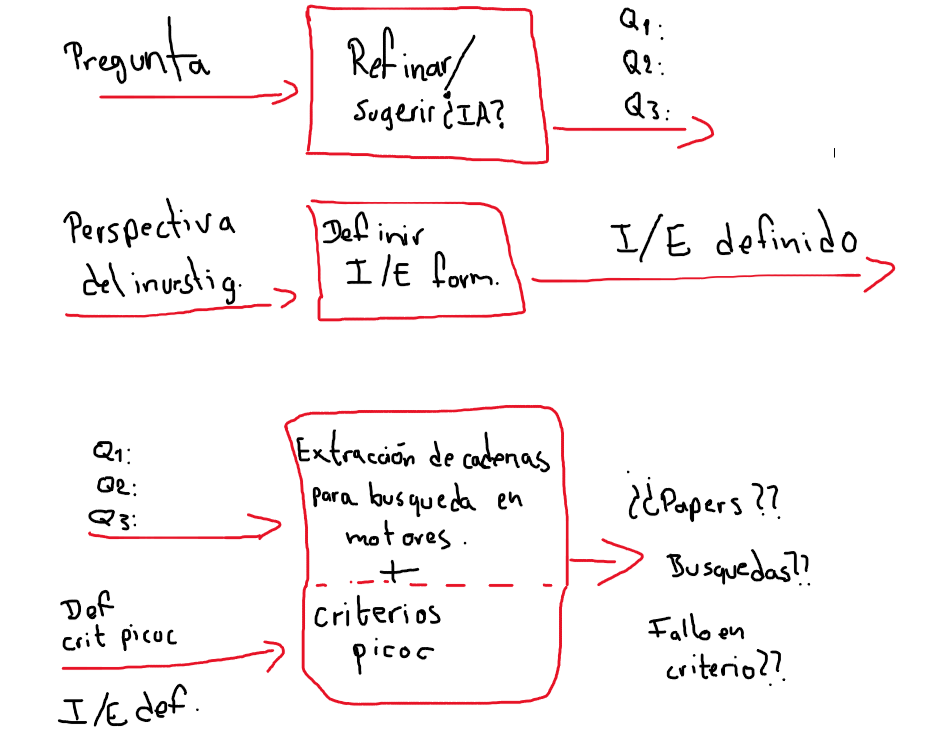 Pregunta
Refinar/
sugerir ¿IA?
Q1:
Q2:
Q3:
Perspectiva
del inurstig.
Definir
I/E form.
I/E definido
Q1:
Q2:
Q3:
Def
crit picoc
I/E def.
Extracción de cadenas
para busqueda en
motores.
+
criterios
picoc
¿¿Papers??
Busquedas??
Fallo en
criterio??